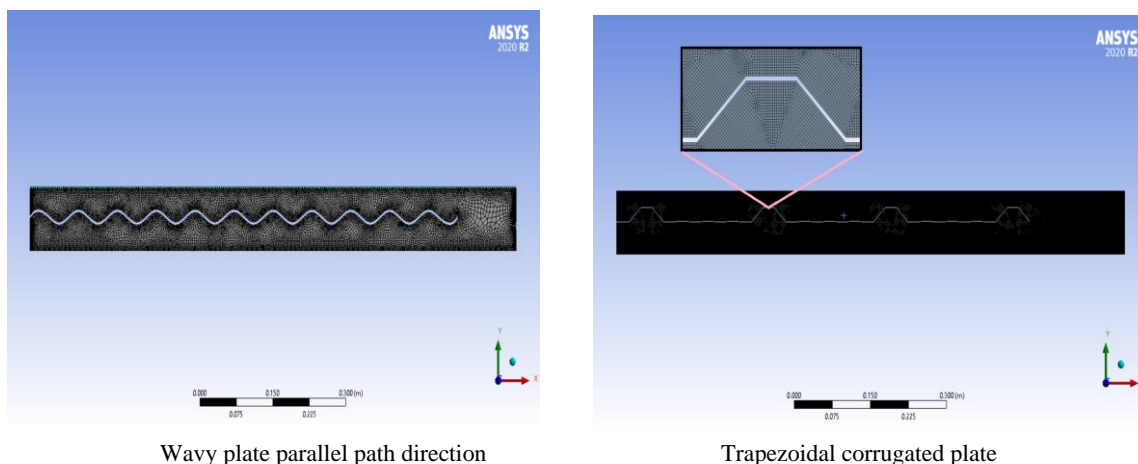 ANSYS
2020 R2
Y
X
0.000
0.150
0.300 (m)
0.075
0.225
Wavy plate parallel path direction
ANSYS
2020 R2
Y
X
0.000
0.150
0.300 (m)
0.075
0.225
Trapezoidal corrugated plate